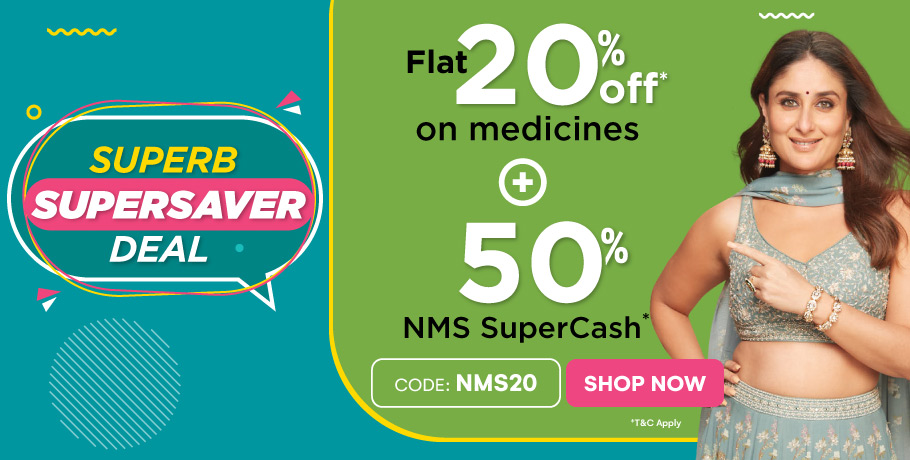 SUPERB
SUPERSAVER
DEAL
Flat 20% off*
on medicines
+
50%
NMS SuperCash*
CODE: NMS20
SHOP NOW
*T&C Apply